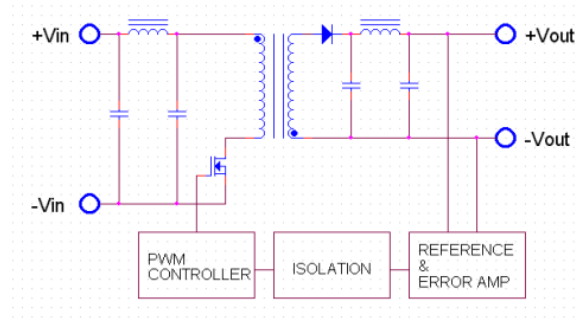 +Vin
+Vout
-Vout
-Vin
PWM
CONTROLLER
ISOLATION
REFERENCE
&
ERROR AMP